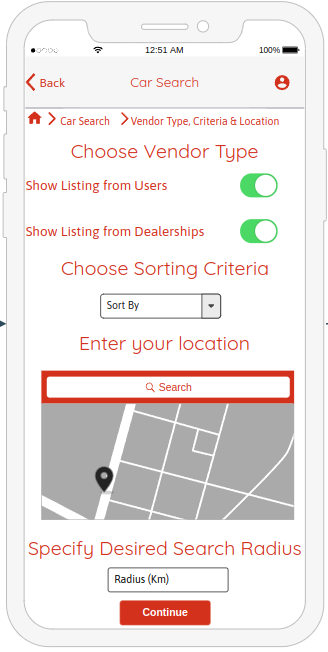 12:51 AM
100%
Back
Car Search
Car Search
Vendor Type, Criteria & Location
Choose Vendor Type
Show Listing from Users
Show Listing from Dealerships
Choose Sorting Criteria
Sort By
Enter your location
Search
Specify Desired Search Radius
Radius (Km)
Continue